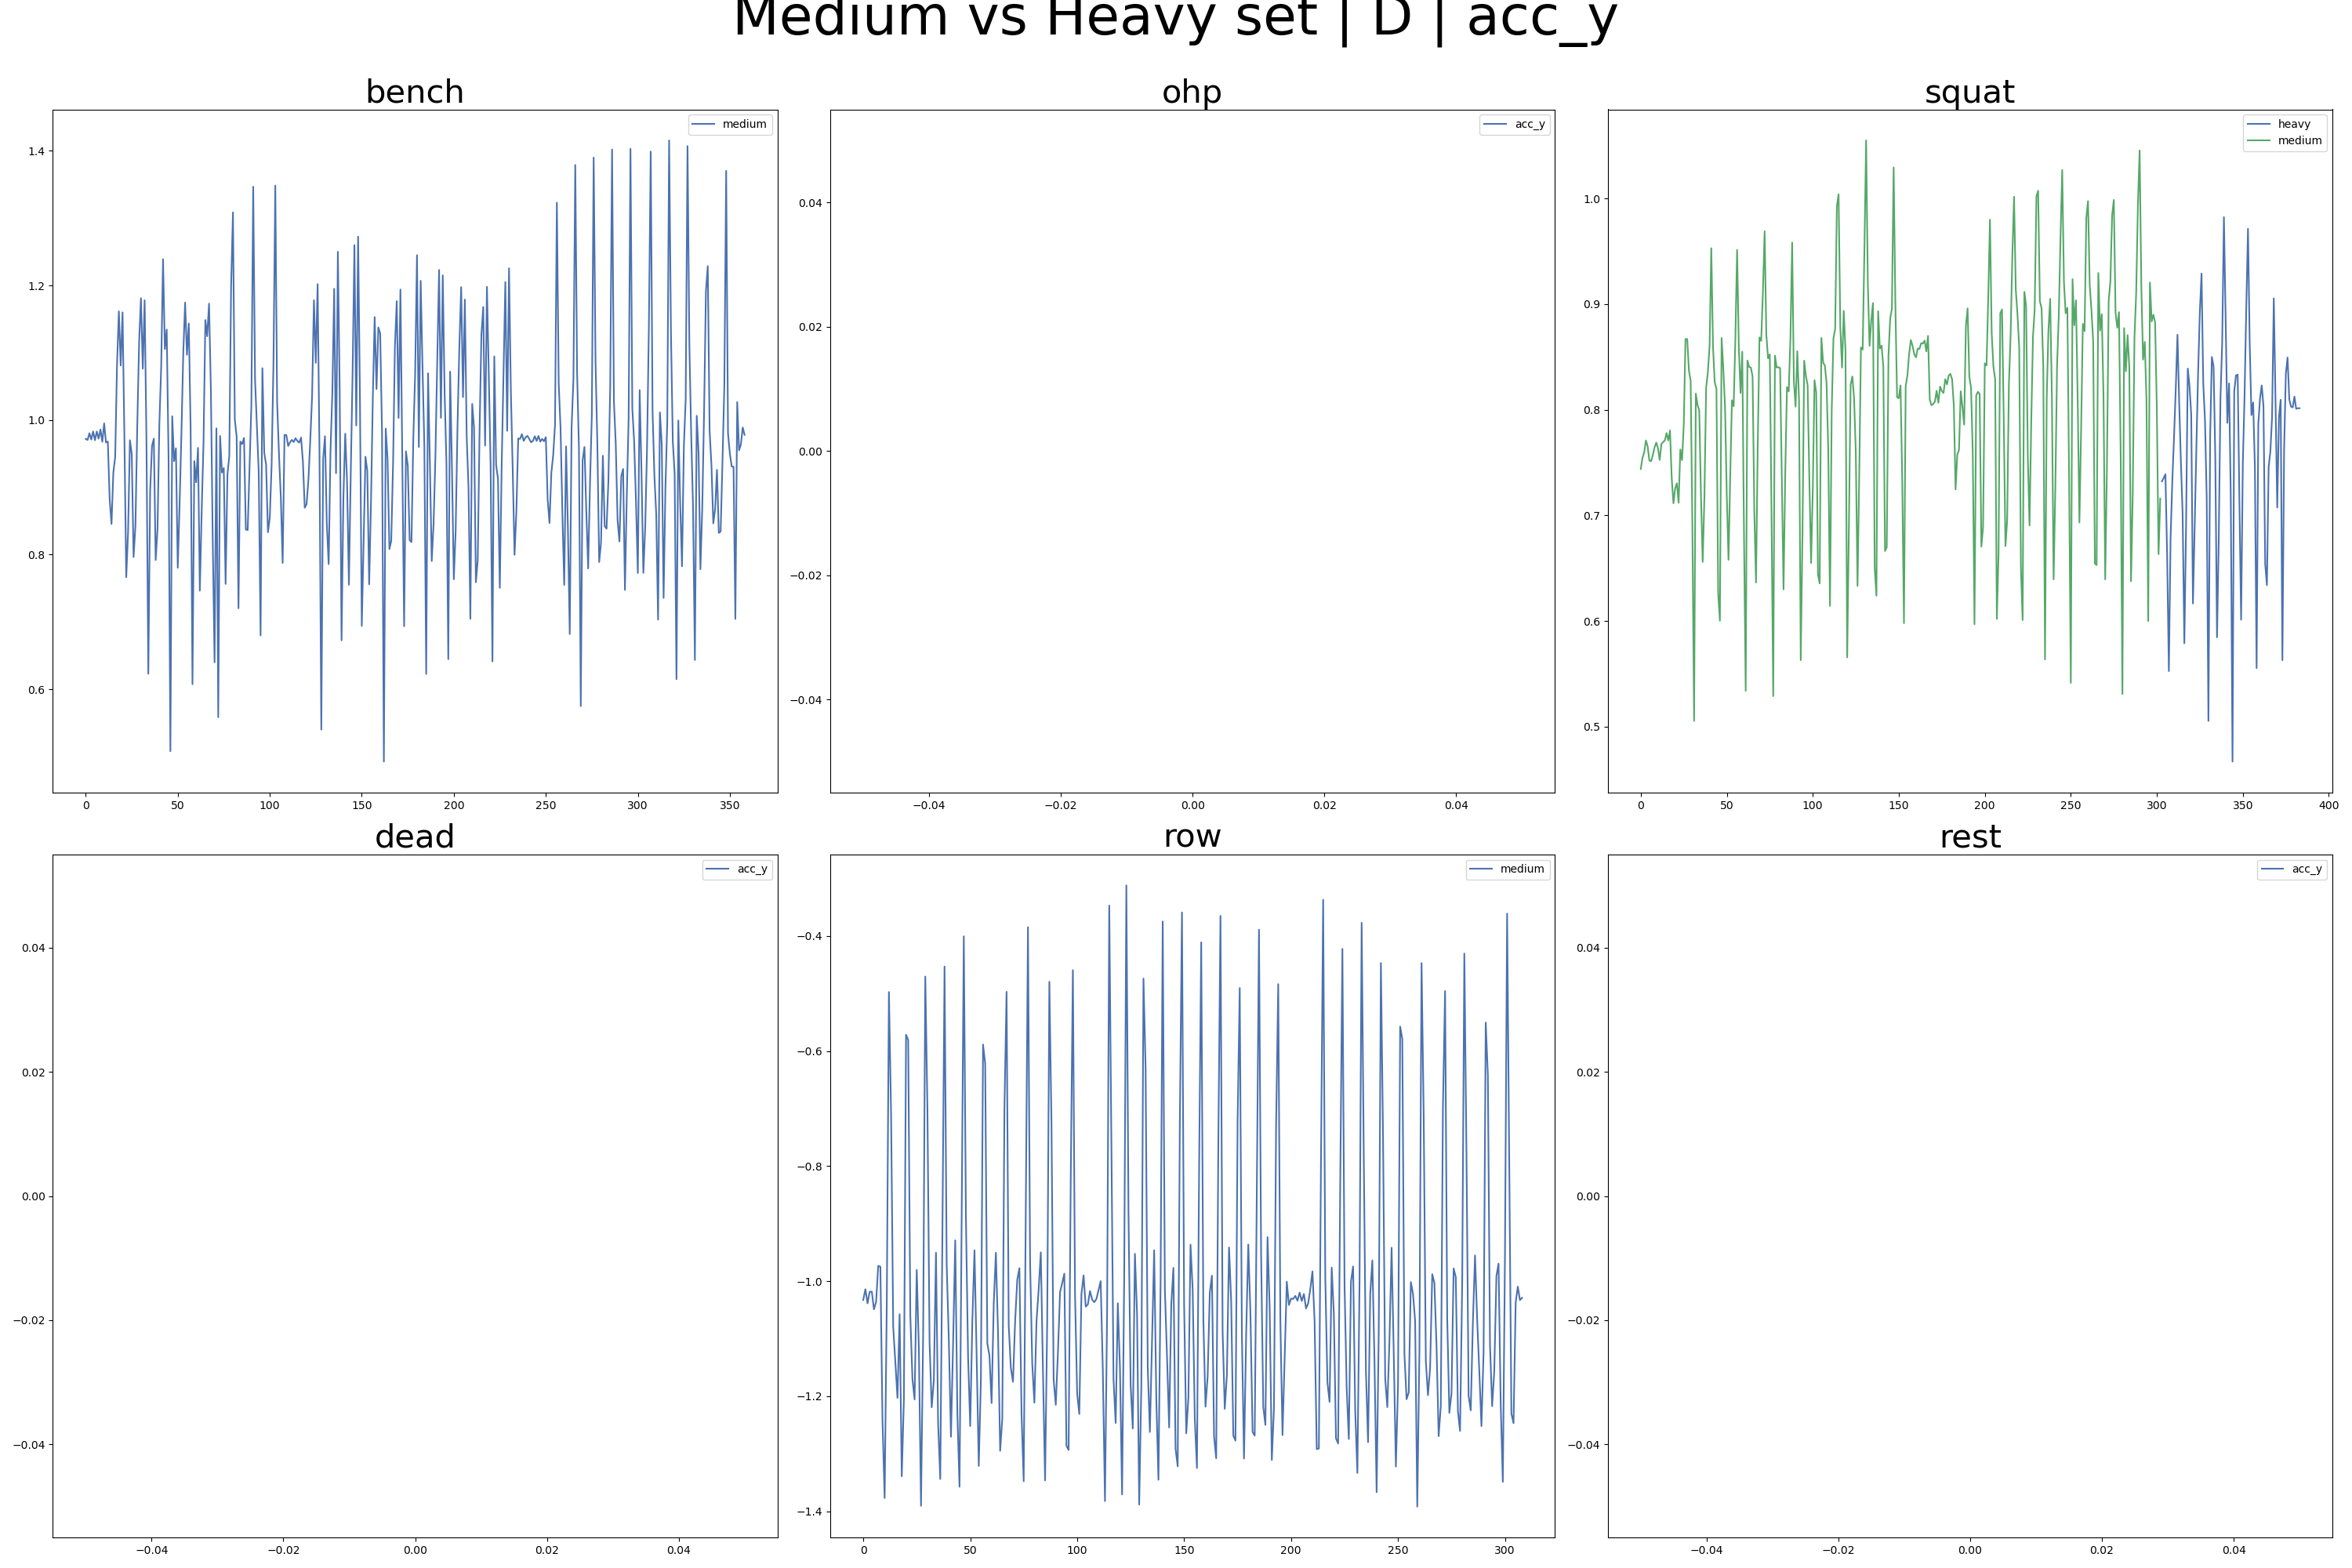 Medium vs Heavy set | D | acc_y
bench
medium
1.4
1.2
1.0
0.8
0.6
0 50 100 150 200 250 300 350
ohp
acc_y
0.04
0.02
0.00
−0.02
−0.04
−0.04 −0.02 0.00 0.02 0.04
squat
heavy
medium
1.0
0.9
0.8
0.7
0.6
0.5
0 50 100 150 200 250 300 350 400
dead
acc_y
0.04
0.02
0.00
−0.02
−0.04
−0.04 −0.02 0.00 0.02 0.04
row
medium
−0.4
−0.6
−0.8
−1.0
−1.2
−1.4
0 50 100 150 200 250 300
rest
acc_y
0.04
0.02
0.00
−0.02
−0.04
−0.04 −0.02 0.00 0.02 0.04